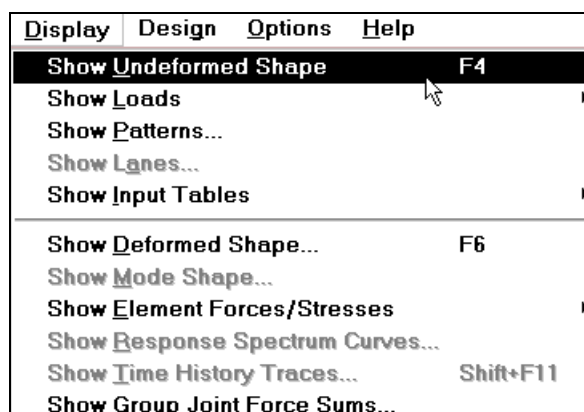 Display Design Options Help
Show Undeformed Shape F4
Show Loads
Show Patterns...
Show Lanes...
Show Input Tables
Show Deformed Shape... F6
Show Mode Shape...
Show Element Forces/Stresses
Show Response Spectrum Curves...
Show Time History Traces... Shift+F11
Show Group Joint Force Sums...